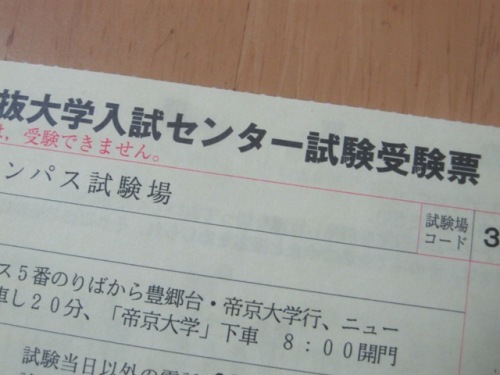 抜大学入試センター試験受験票
は、受験できません。
ンパス試験場
試験場
コード
3
ス5番のりばから豊郷台・帝京大学行、ニュー
直し20分、「帝京大学」下車 8:00開門
試験当日以外の電